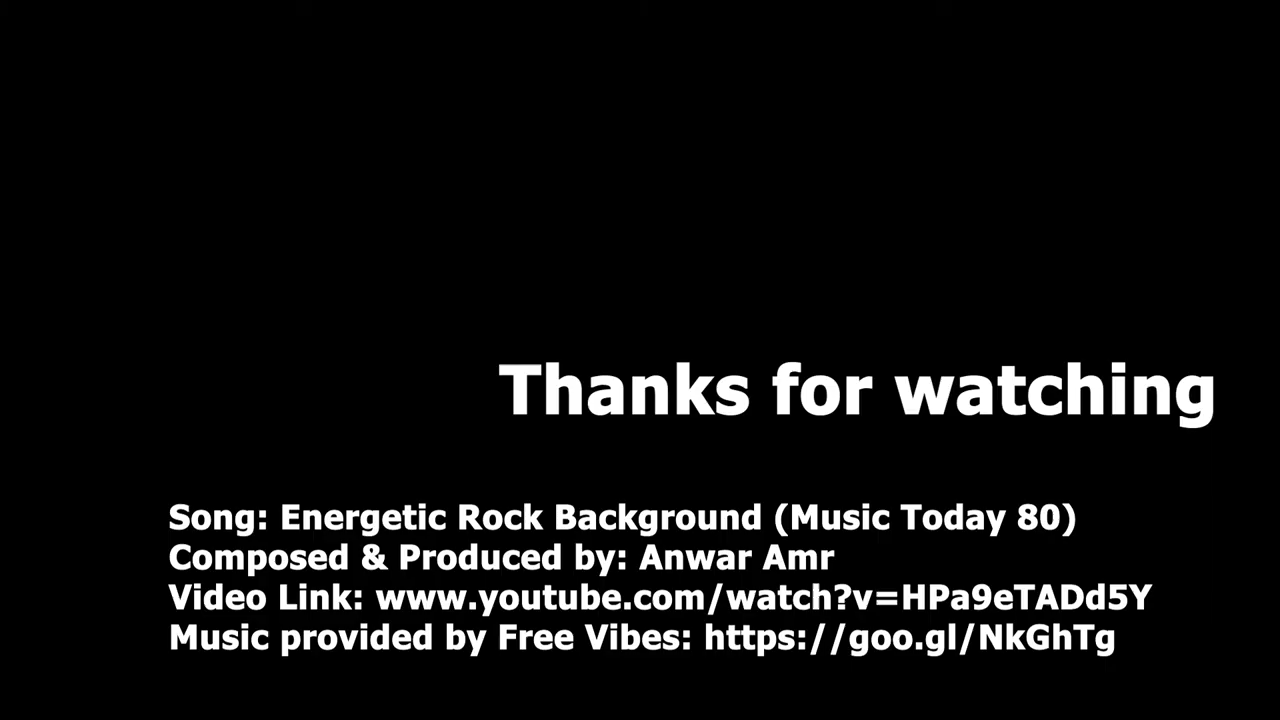 Thanks for watching
Song: Energetic Rock Background (Music Today 80)
Composed & Produced by: Anwar Amr
Video Link: www.youtube.com/watch?v=HPa9eTADd5Y
Music provided by Free Vibes: https://goo.gl/NkGhTg